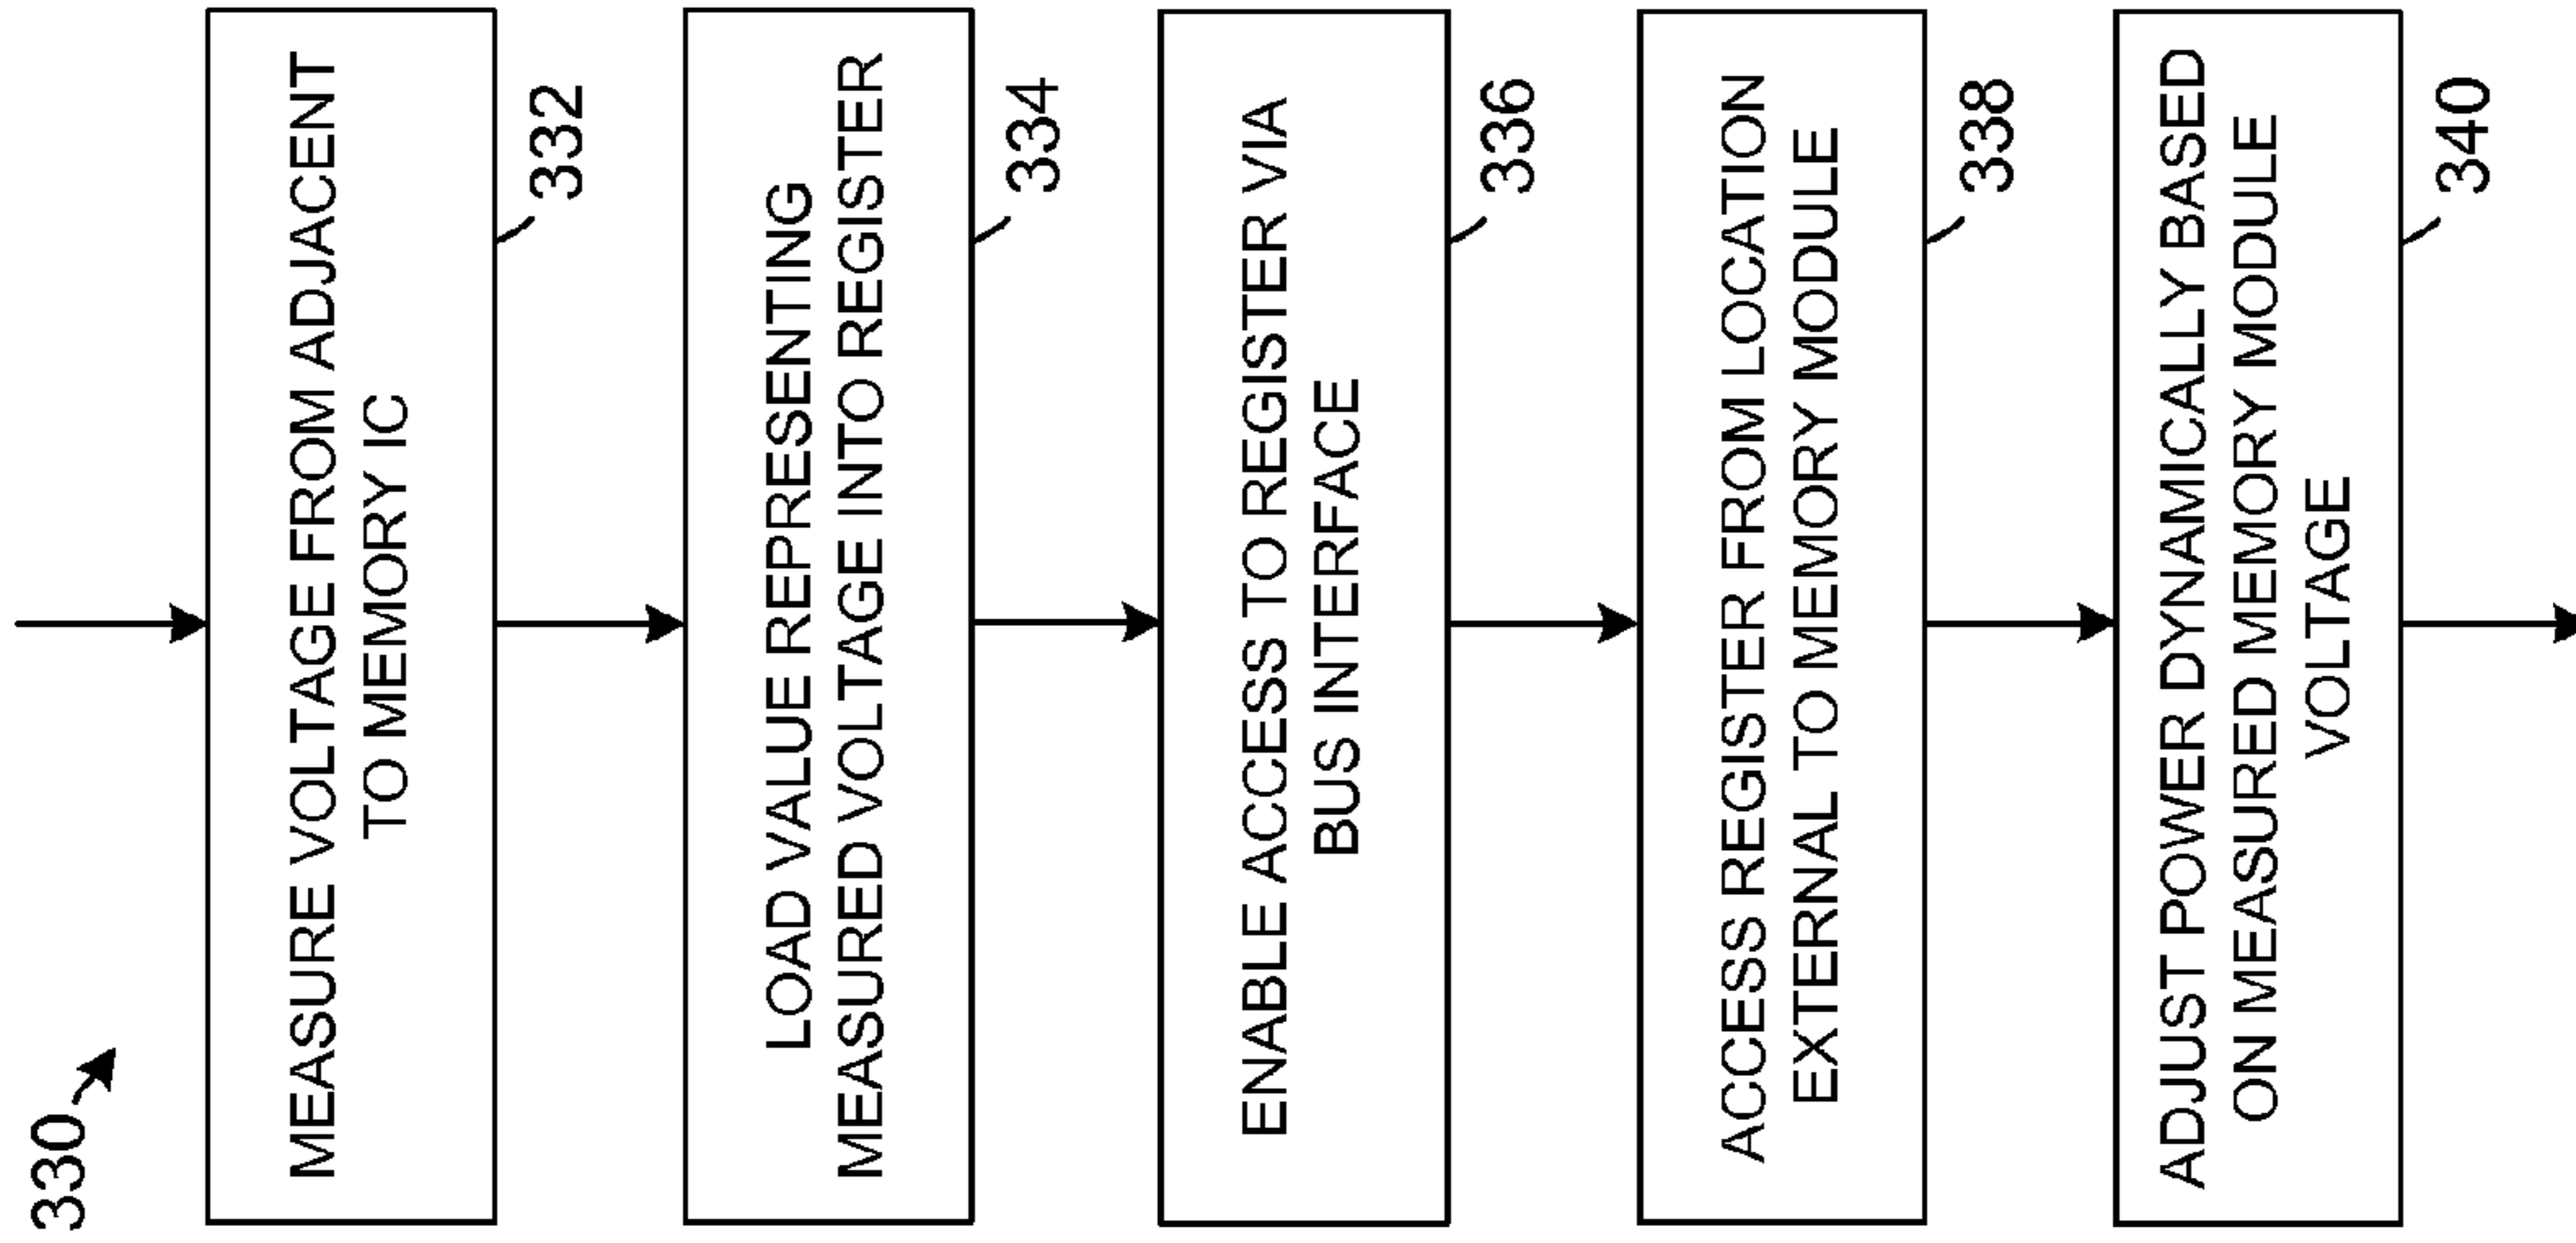 330
MEASURE VOLTAGE FROM ADJACENT
TO MEMORY IC
332
LOAD VALUE REPRESENTING
MEASURED VOLTAGE INTO REGISTER
334
ENABLE ACCESS TO REGISTER VIA
BUS INTERFACE
336
ACCESS REGISTER FROM LOCATION
EXTERNAL TO MEMORY MODULE
338
ADJUST POWER DYNAMICALLY BASED
ON MEASURED MEMORY MODULE
VOLTAGE
340